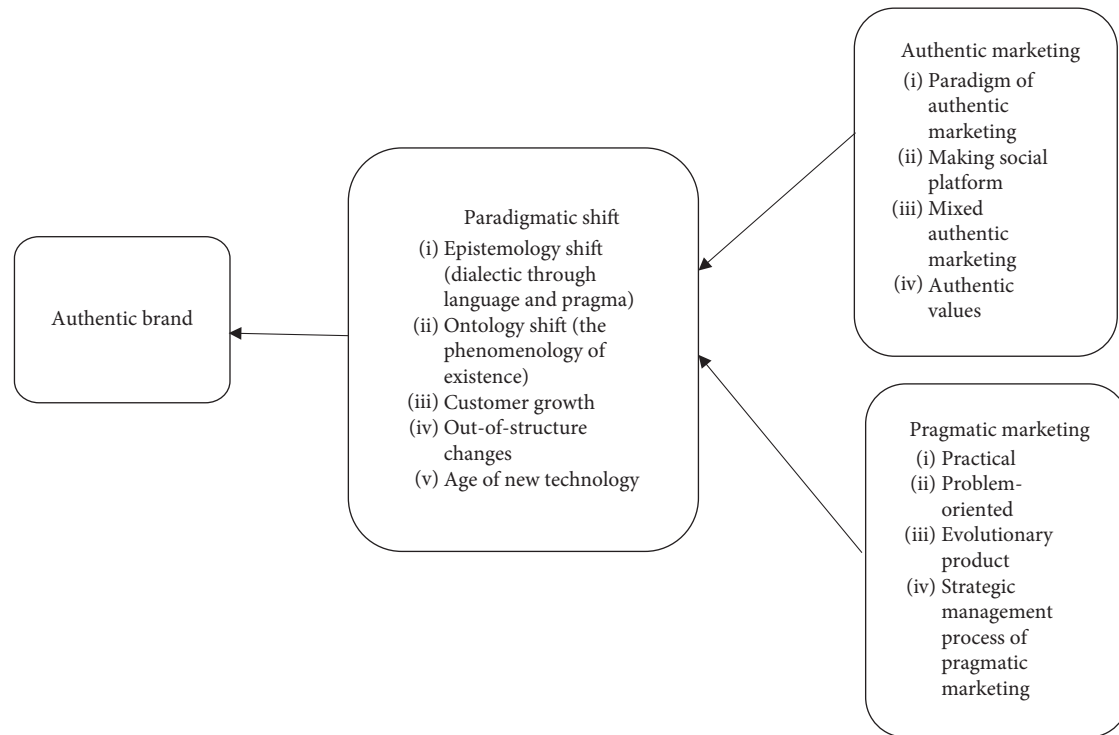 Authentic brand
Paradigmatic shift
(i) Epistemology shift
(dialectic through
language and pragma)
(ii) Ontology shift (the
phenomenology of
existence)
(iii) Customer growth
(iv) Out-of-structure
changes
(v) Age of new technology
Authentic marketing
(i) Paradigm of
authentic
marketing
(ii) Making social
platform
(iii) Mixed
authentic
marketing
(iv) Authentic
values
Pragmatic marketing
(i) Practical
(ii) Problem-
oriented
(iii) Evolutionary
product
(iv) Strategic
management
process of
pragmatic
marketing